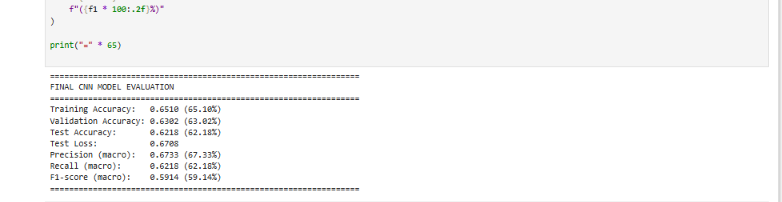 f"({f1 * 100:.2f}%)"
)
print("=" * 65)
=================================================================
FINAL CNN MODEL EVALUATION
=================================================================
Training Accuracy: 0.6510 (65.10%)
Validation Accuracy: 0.6302 (63.02%)
Test Accuracy: 0.6218 (62.18%)
Test Loss: 0.6708
Precision (macro): 0.6733 (67.33%)
Recall (macro): 0.6218 (62.18%)
F1-score (macro): 0.5914 (59.14%)
=================================================================